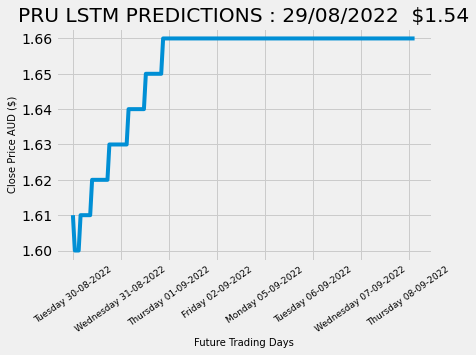 PRU LSTM PREDICTIONS : 29/08/2022 $1.54
1.66
1.65
1.64
1.63
1.62
1.61
1.60
Close Price AUD ($)
Tuesday 30-08-2022
Wednesday 31-08-2022
Thursday 01-09-2022
Friday 02-09-2022
Monday 05-09-2022
Tuesday 06-09-2022
Wednesday 07-09-2022
Thursday 08-09-2022
Future Trading Days